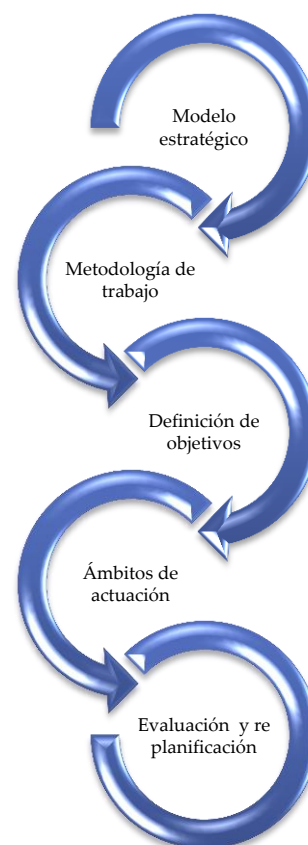 Modelo
estratégico
Metodología de
trabajo
Definición de
objetivos
Ámbitos de
actuación
Evaluación y re
planificación